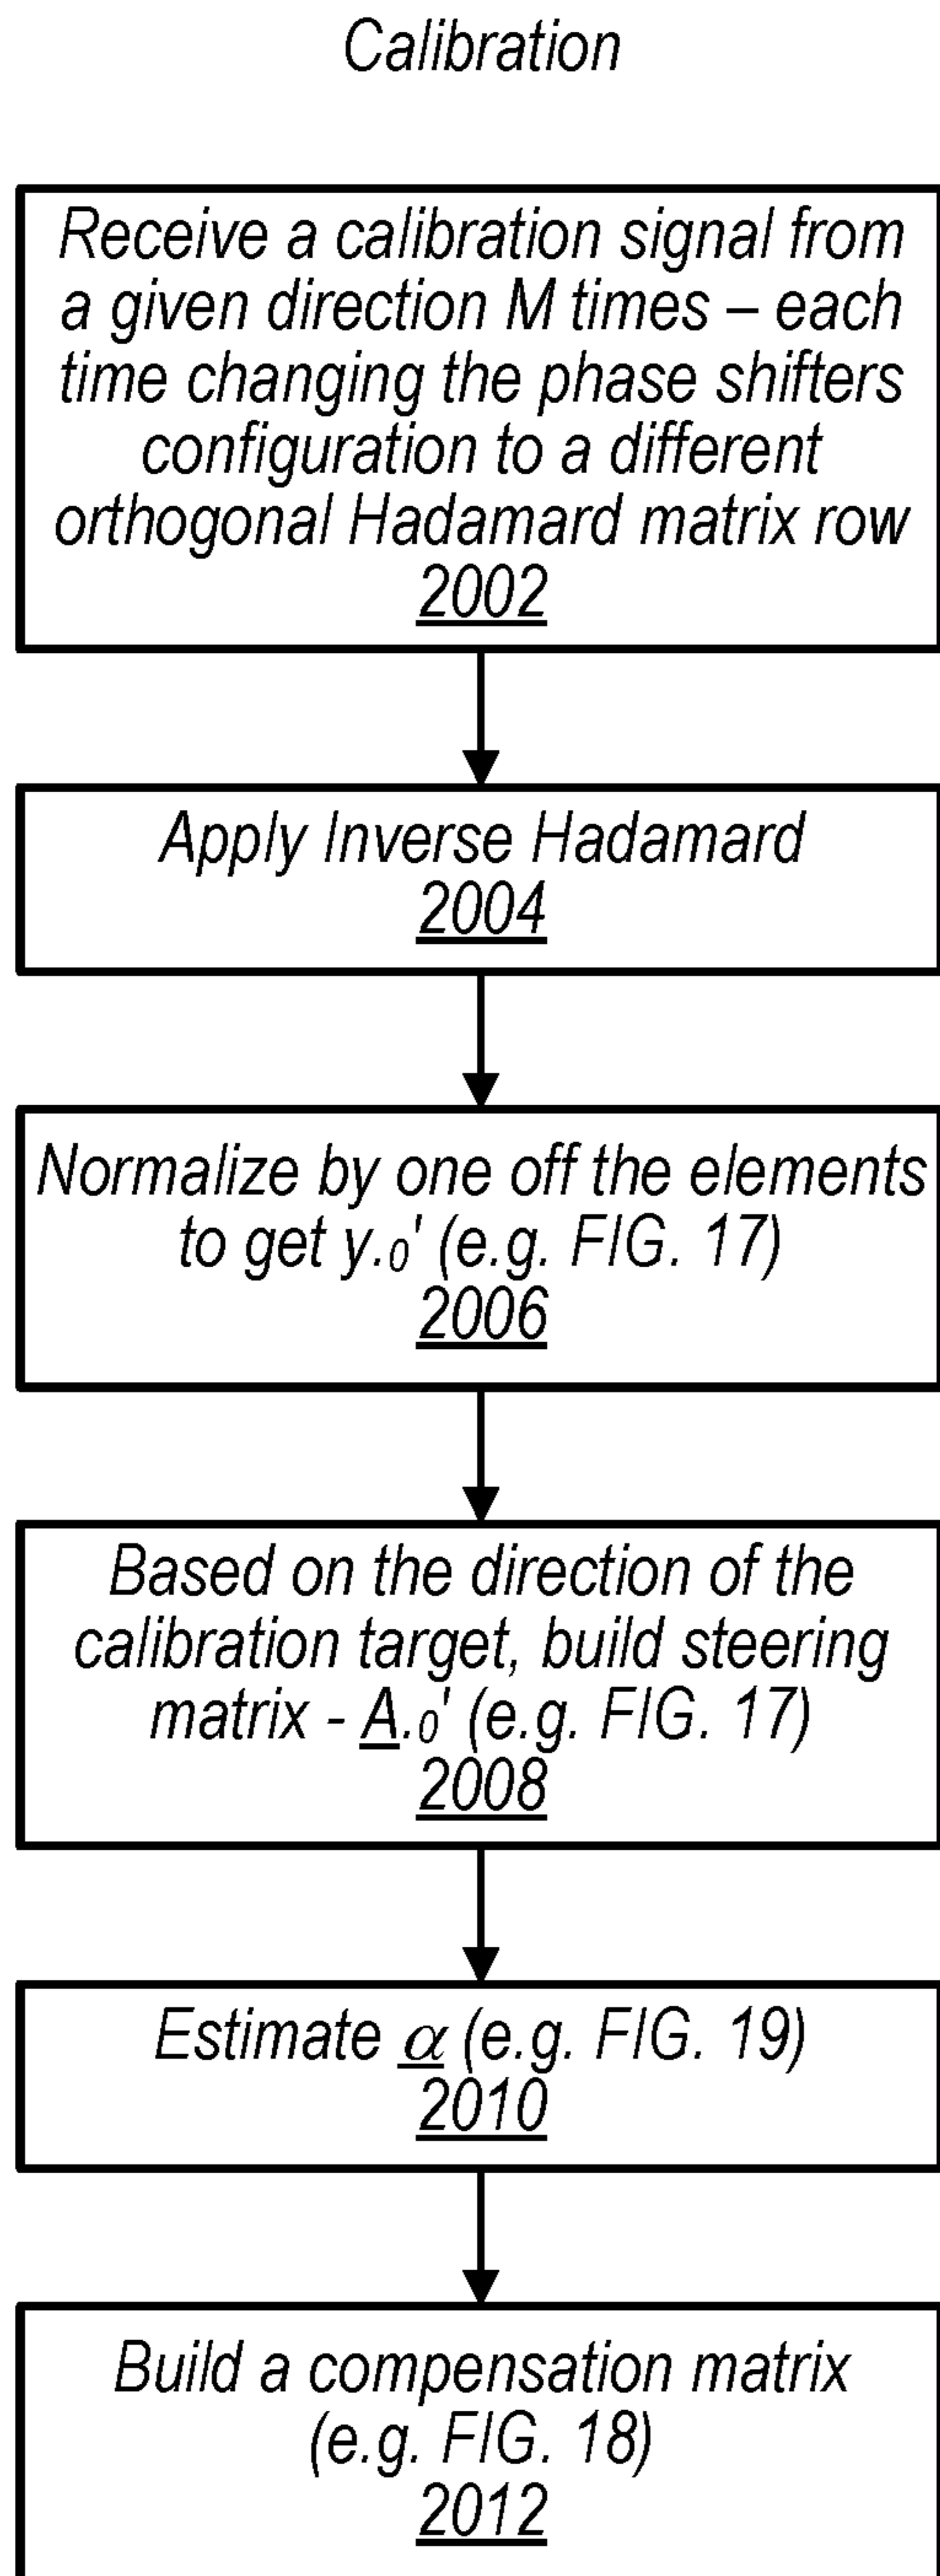 Calibration
Receive a calibration signal from
a given direction M times – each
time changing the phase shifters
configuration to a different
orthogonal Hadamard matrix row
2002
Apply Inverse Hadamard
2004
Normalize by one off the elements
to get y.₀' (e.g. FIG. 17)
2006
Based on the direction of the
calibration target, build steering
matrix - A.₀' (e.g. FIG. 17)
2008
Estimate α (e.g. FIG. 19)
2010
Build a compensation matrix
(e.g. FIG. 18)
2012